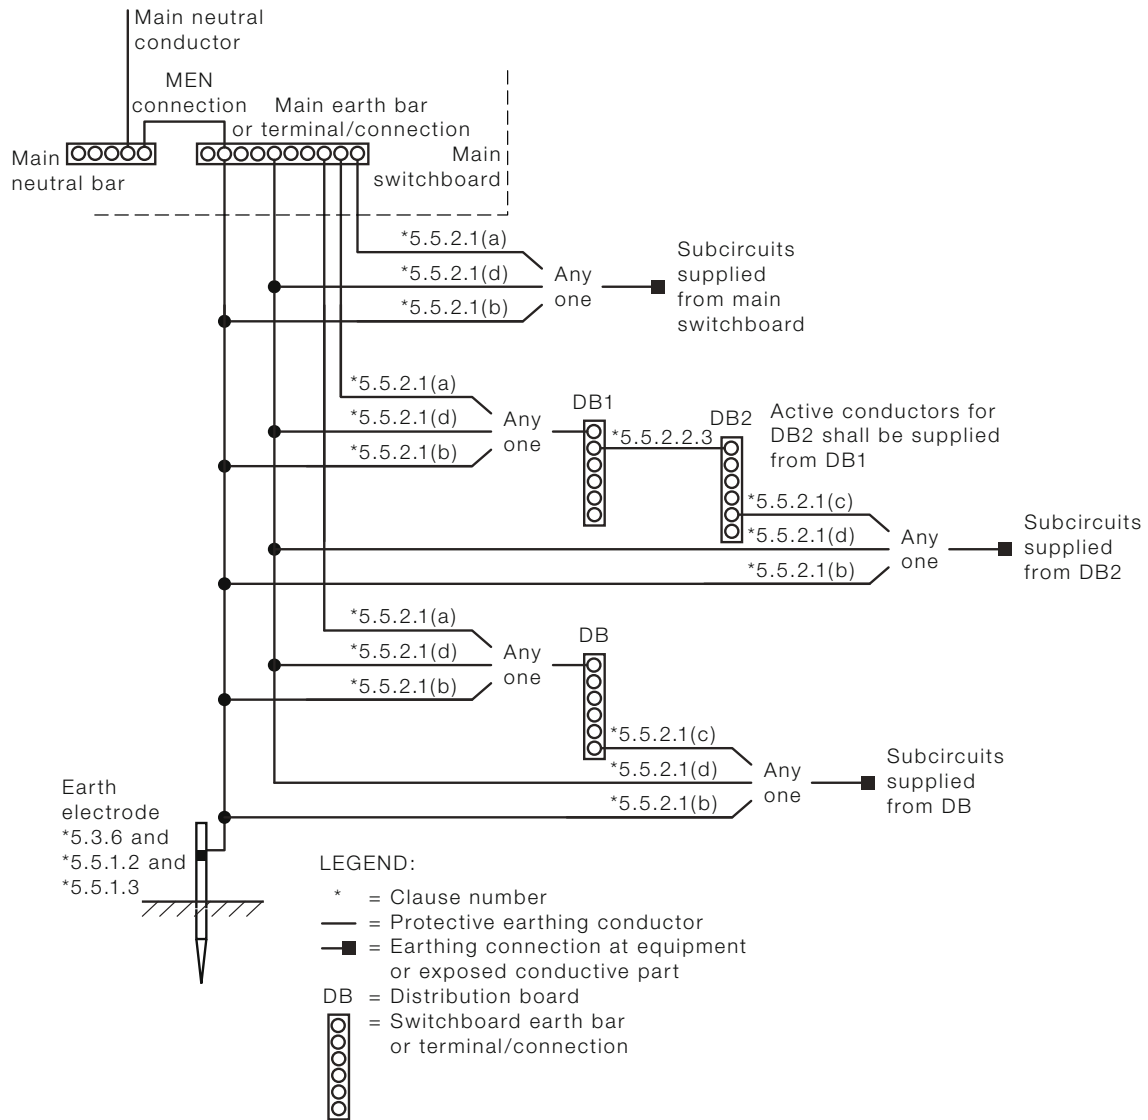 Main neutral
conductor
MEN
connection
Main earth bar
or terminal/connection
Main
neutral bar
Main
switchboard
*5.5.2.1(a)
*5.5.2.1(d)
*5.5.2.1(b)
Any
one
Subcircuits
supplied
from main
switchboard
*5.5.2.1(a)
*5.5.2.1(d)
*5.5.2.1(b)
Any
one
DB1
*5.5.2.2.3
DB2
Active conductors for
DB2 shall be supplied
from DB1
*5.5.2.1(c)
*5.5.2.1(d)
*5.5.2.1(b)
Any
one
Subcircuits
supplied
from DB2
*5.5.2.1(a)
*5.5.2.1(d)
*5.5.2.1(b)
Any
one
DB
*5.5.2.1(c)
*5.5.2.1(d)
*5.5.2.1(b)
Any
one
Subcircuits
supplied
from DB
Earth
electrode
*5.3.6 and
*5.5.1.2 and
*5.5.1.3
LEGEND:
* = Clause number
= Protective earthing conductor
= Earthing connection at equipment
or exposed conductive part
DB = Distribution board
= Switchboard earth bar
or terminal/connection